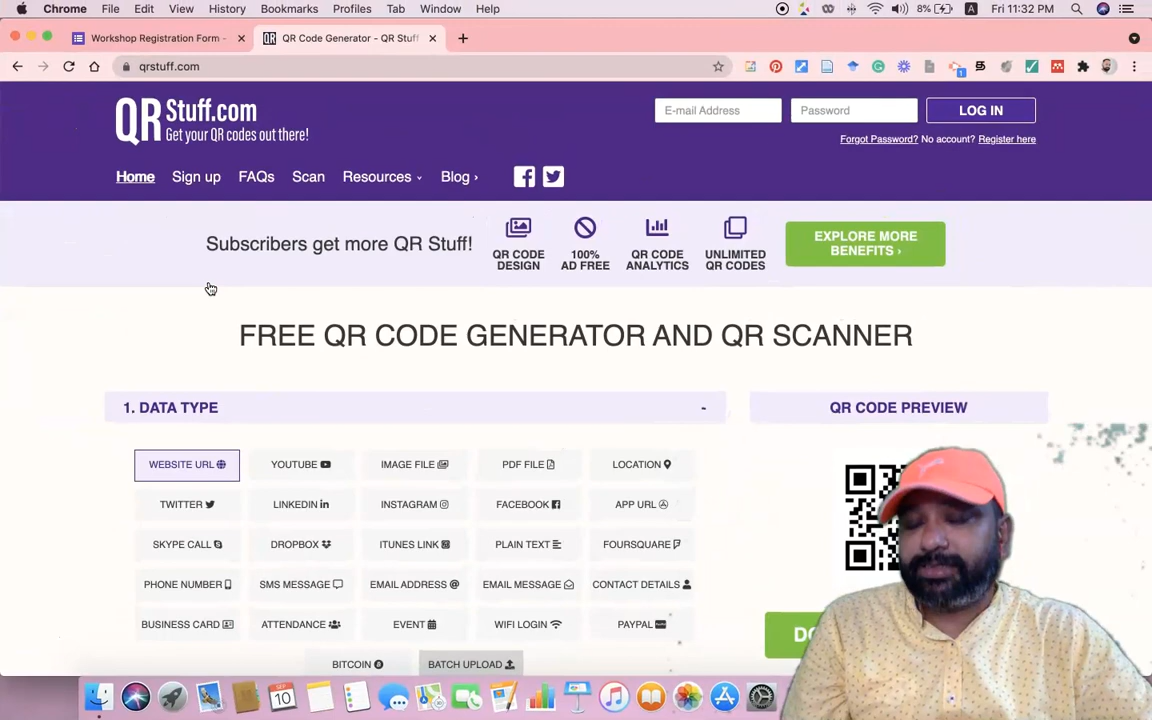 Chrome File Edit View History Bookmarks Profiles Tab Window Help 8% A Fri 11:32 PM
Workshop Registration Form - QR Code Generator - QR Stuff
qrstuff.com
QR Stuff.com
Get your QR codes out there!
E-mail Address Password LOG IN
Forgot Password? No account? Register here
Home Sign up FAQs Scan Resources Blog ›
Subscribers get more QR Stuff!
QR CODE DESIGN
100% AD FREE
QR CODE ANALYTICS
UNLIMITED QR CODES
EXPLORE MORE BENEFITS ›
FREE QR CODE GENERATOR AND QR SCANNER
1. DATA TYPE - QR CODE PREVIEW
WEBSITE URL YOUTUBE IMAGE FILE PDF FILE LOCATION
TWITTER LINKEDIN INSTAGRAM FACEBOOK APP URL
SKYPE CALL DROPBOX ITUNES LINK PLAIN TEXT FOURSQUARE
PHONE NUMBER SMS MESSAGE EMAIL ADDRESS EMAIL MESSAGE CONTACT DETAILS
BUSINESS CARD ATTENDANCE EVENT WIFI LOGIN PAYPAL
BITCOIN BATCH UPLOAD
SEP
10